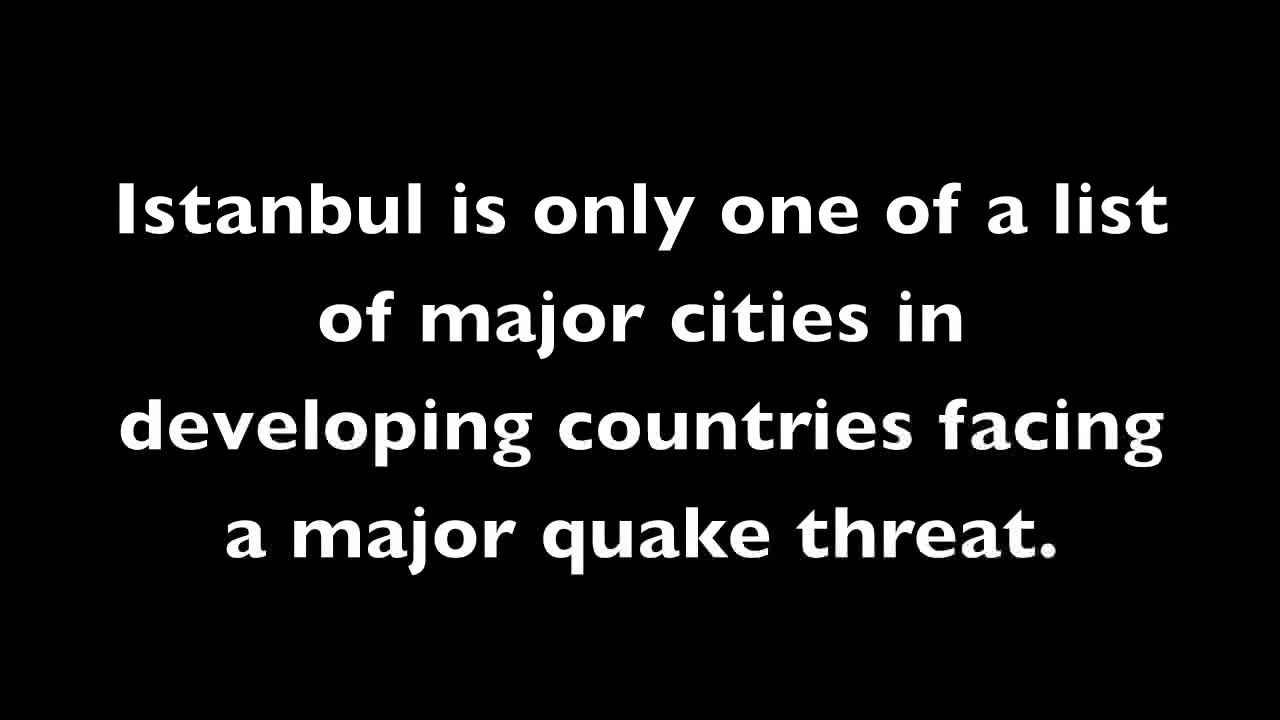 Istanbul is only one of a list
of major cities in
developing countries facing
a major quake threat.